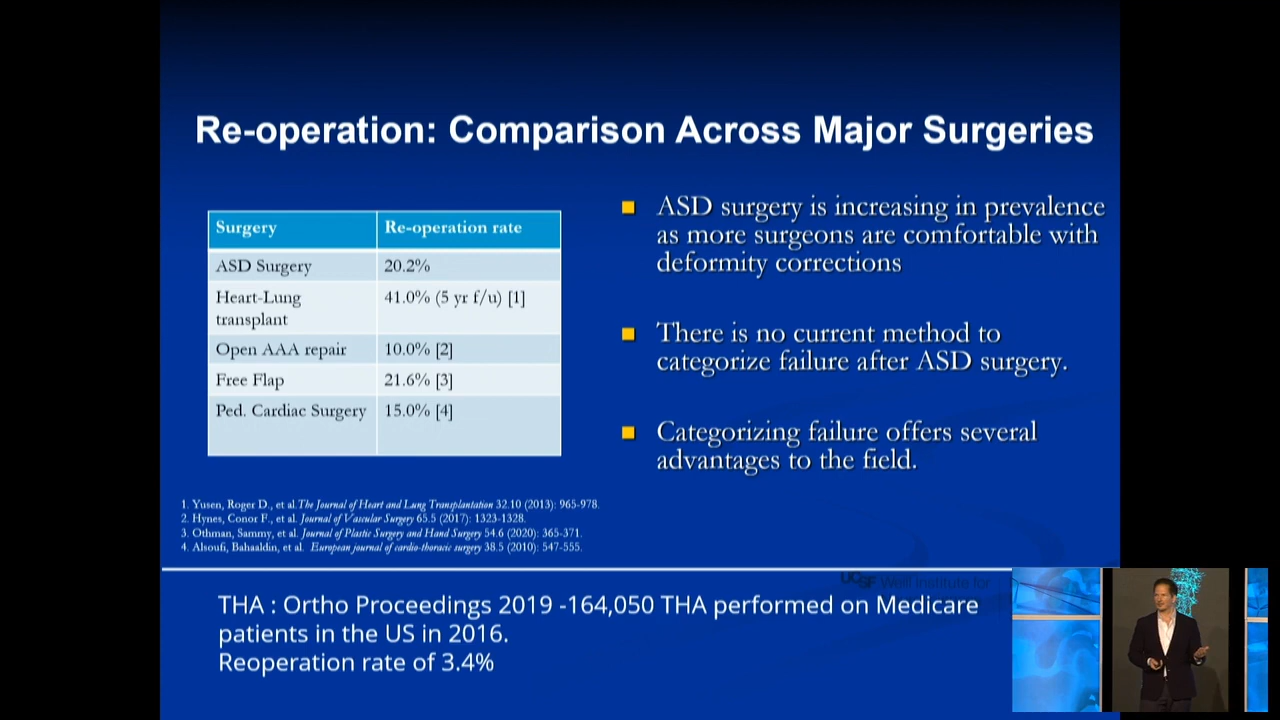 Re-operation: Comparison Across Major Surgeries
Surgery Re-operation rate
ASD Surgery 20.2%
Heart-Lung transplant 41.0% (5 yr f/u) [1]
Open AAA repair 10.0% [2]
Free Flap 21.6% [3]
Ped. Cardiac Surgery 15.0% [4]
ASD surgery is increasing in prevalence
as more surgeons are comfortable with
deformity corrections
There is no current method to
categorize failure after ASD surgery.
Categorizing failure offers several
advantages to the field.
1. Yusen, Roger D., et al.The Journal of Heart and Lung Transplantation 32.10 (2013): 965-978.
2. Hynes, Conor F., et al. Journal of Vascular Surgery 65.5 (2017): 1323-1328.
3. Othman, Sammy, et al. Journal of Plastic Surgery and Hand Surgery 54.6 (2020): 365-371.
4. Alsoufi, Bahaaldin, et al. European journal of cardio-thoracic surgery 38.5 (2010): 547-555.
UCSF Weill Institute for
THA : Ortho Proceedings 2019 -164,050 THA performed on Medicare
patients in the US in 2016.
Reoperation rate of 3.4%